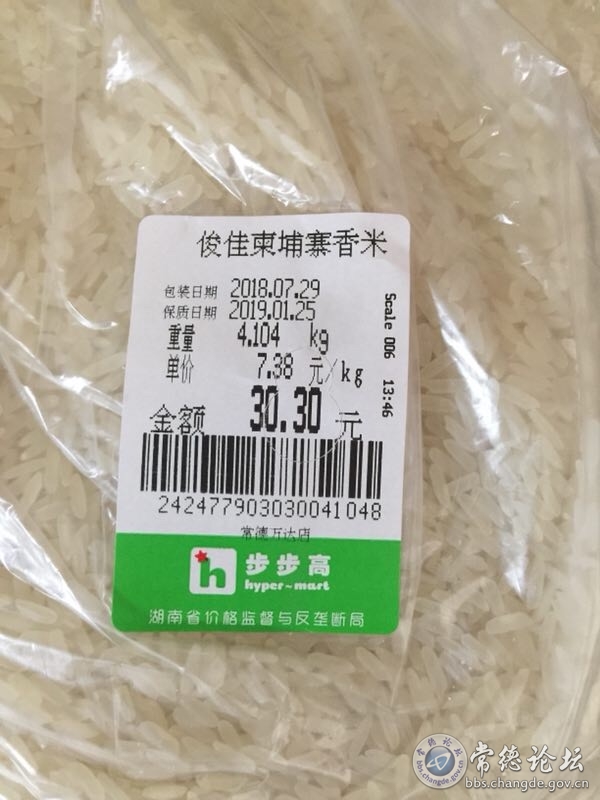 俊佳柬埔寨香米
包装日期 2018.07.29
保质日期 2019.01.25
重量 4.104 kg
单价 7.38 元/kg
金额 30.30 元
Scale 006 13:46
242477903030041048
常德万达店
h 步步高
hyper~mart
湖南省价格监督与反垄断局
常德论坛
bbs.changde.gov.cn